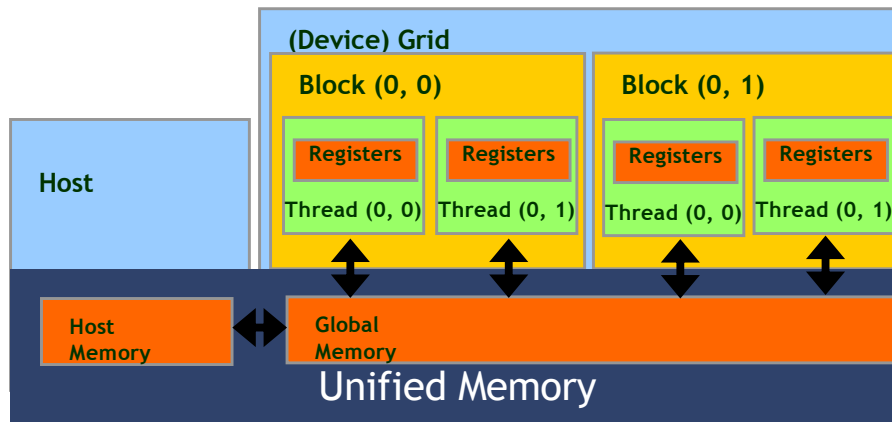 (Device) Grid
Block (0, 0)
Block (0, 1)
Host
Registers
Registers
Registers
Registers
Thread (0, 0)
Thread (0, 1)
Thread (0, 0)
Thread (0, 1)
Host
Memory
Global
Memory
Unified Memory